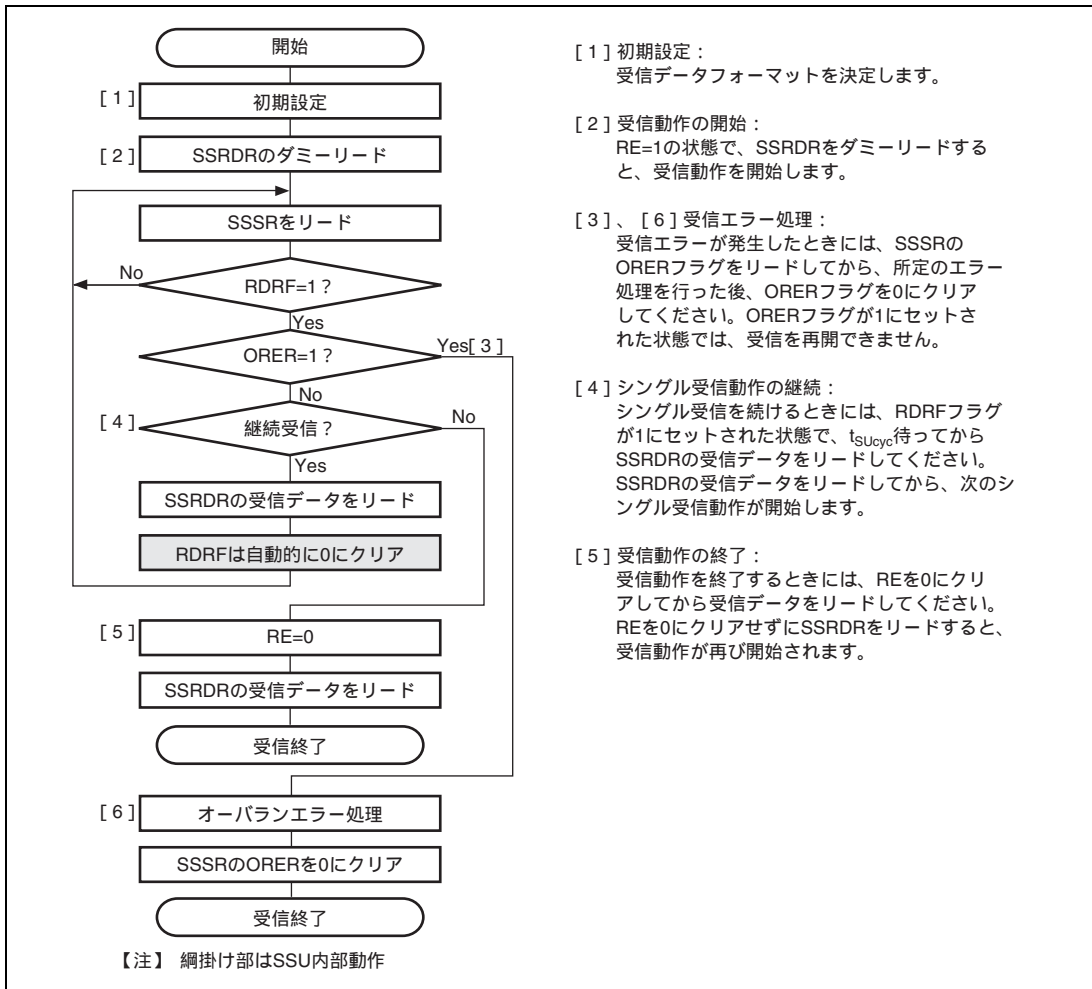 開始
[1] 初期設定
[2] SSRDRのダミーリード
SSSRをリード
No
RDRF=1？
Yes
ORER=1？
Yes[3]
No
[4] 継続受信？
No
Yes
SSRDRの受信データをリード
RDRFは自動的に0にクリア
[5] RE=0
SSRDRの受信データをリード
受信終了
[6] オーバランエラー処理
SSSRのORERを0にクリア
受信終了
【注】 網掛け部はSSU内部動作
[1] 初期設定：
受信データフォーマットを決定します。
[2] 受信動作の開始：
RE=1の状態で、SSRDRをダミーリードする
と、受信動作を開始します。
[3]、[6] 受信エラー処理：
受信エラーが発生したときには、SSSRの
ORERフラグをリードしてから、所定のエラー
処理を行った後、ORERフラグを0にクリア
してください。ORERフラグが1にセットさ
れた状態では、受信を再開できません。
[4] シングル受信動作の継続：
シングル受信を続けるときには、RDRFフラグ
が1にセットされた状態で、tSUcyc待ってから
SSRDRの受信データをリードしてください。
SSRDRの受信データをリードしてから、次のシ
ングル受信動作が開始します。
[5] 受信動作の終了：
受信動作を終了するときには、REを0にクリ
アしてから受信データをリードしてください。
REを0にクリアせずにSSRDRをリードすると、
受信動作が再び開始されます。